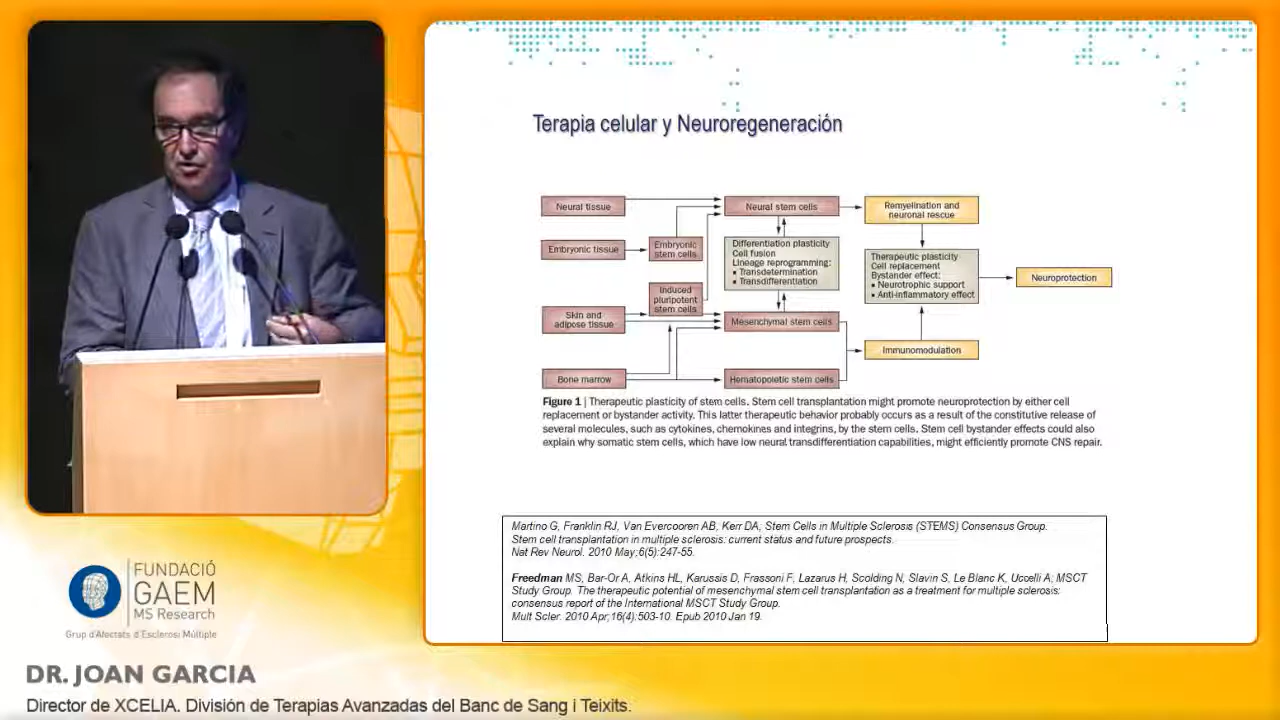 Terapia celular y Neuroregeneración
Neural tissue
Neural stem cells
Remyelination and
neuronal rescue
Embryonic tissue
Embryonic
stem cells
Differentiation plasticity
Cell fusion
Lineage reprogramming:
▪ Transdetermination
▪ Transdifferentiation
Therapeutic plasticity
Cell replacement
Bystander effect:
▪ Neurotrophic support
▪ Anti-inflammatory effect
Neuroprotection
Induced
pluripotent
stem cells
Skin and
adipose tissue
Mesenchymal stem cells
Immunomodulation
Bone marrow
Hematopoietic stem cells
Figure 1 | Therapeutic plasticity of stem cells. Stem cell transplantation might promote neuroprotection by either cell
replacement or bystander activity. This latter therapeutic behavior probably occurs as a result of the constitutive release of
several molecules, such as cytokines, chemokines and integrins, by the stem cells. Stem cell bystander effects could also
explain why somatic stem cells, which have low neural transdifferentiation capabilities, might efficiently promote CNS repair.
Martino G, Franklin RJ, Van Evercooren AB, Kerr DA; Stem Cells in Multiple Sclerosis (STEMS) Consensus Group.
Stem cell transplantation in multiple sclerosis: current status and future prospects.
Nat Rev Neurol. 2010 May;6(5):247-55.
Freedman MS, Bar-Or A, Atkins HL, Karussis D, Frassoni F, Lazarus H, Scolding N, Slavin S, Le Blanc K, Uccelli A; MSCT
Study Group. The therapeutic potential of mesenchymal stem cell transplantation as a treatment for multiple sclerosis:
consensus report of the International MSCT Study Group.
Mult Scler. 2010 Apr;16(4):503-10. Epub 2010 Jan 19.
FUNDACIÓ
GAEM
MS Research
Grup d'Afectats d'Esclerosi Múltiple
DR. JOAN GARCIA
Director de XCELIA. División de Terapias Avanzadas del Banc de Sang i Teixits.